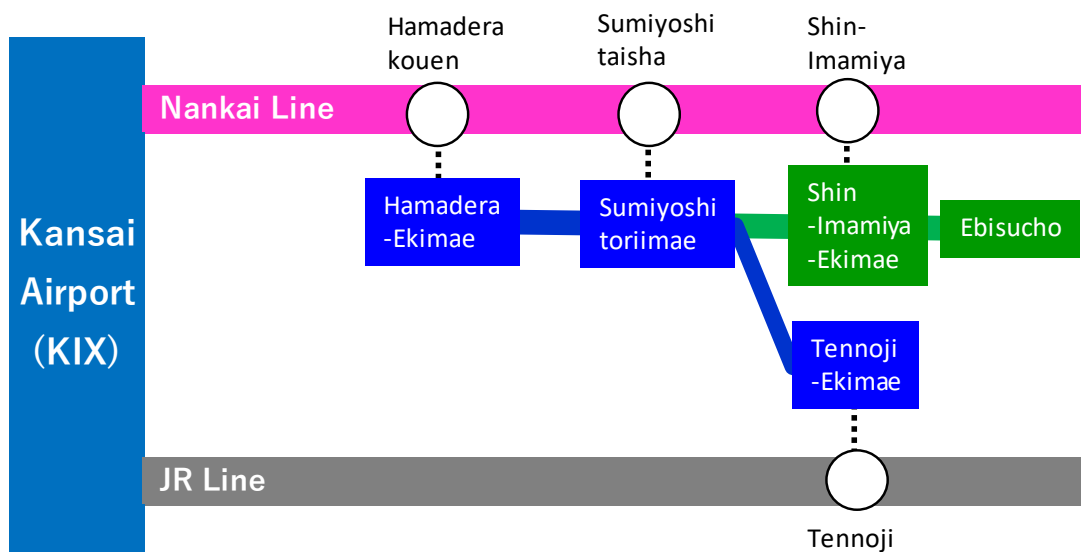 Hamadera
kouen
Sumiyoshi
taisha
Shin-
Imamiya
Nankai Line
Kansai
Airport
(KIX)
Hamadera
-Ekimae
Sumiyoshi
toriimae
Shin
-Imamiya
-Ekimae
Ebisucho
Tennoji
-Ekimae
JR Line
Tennoji